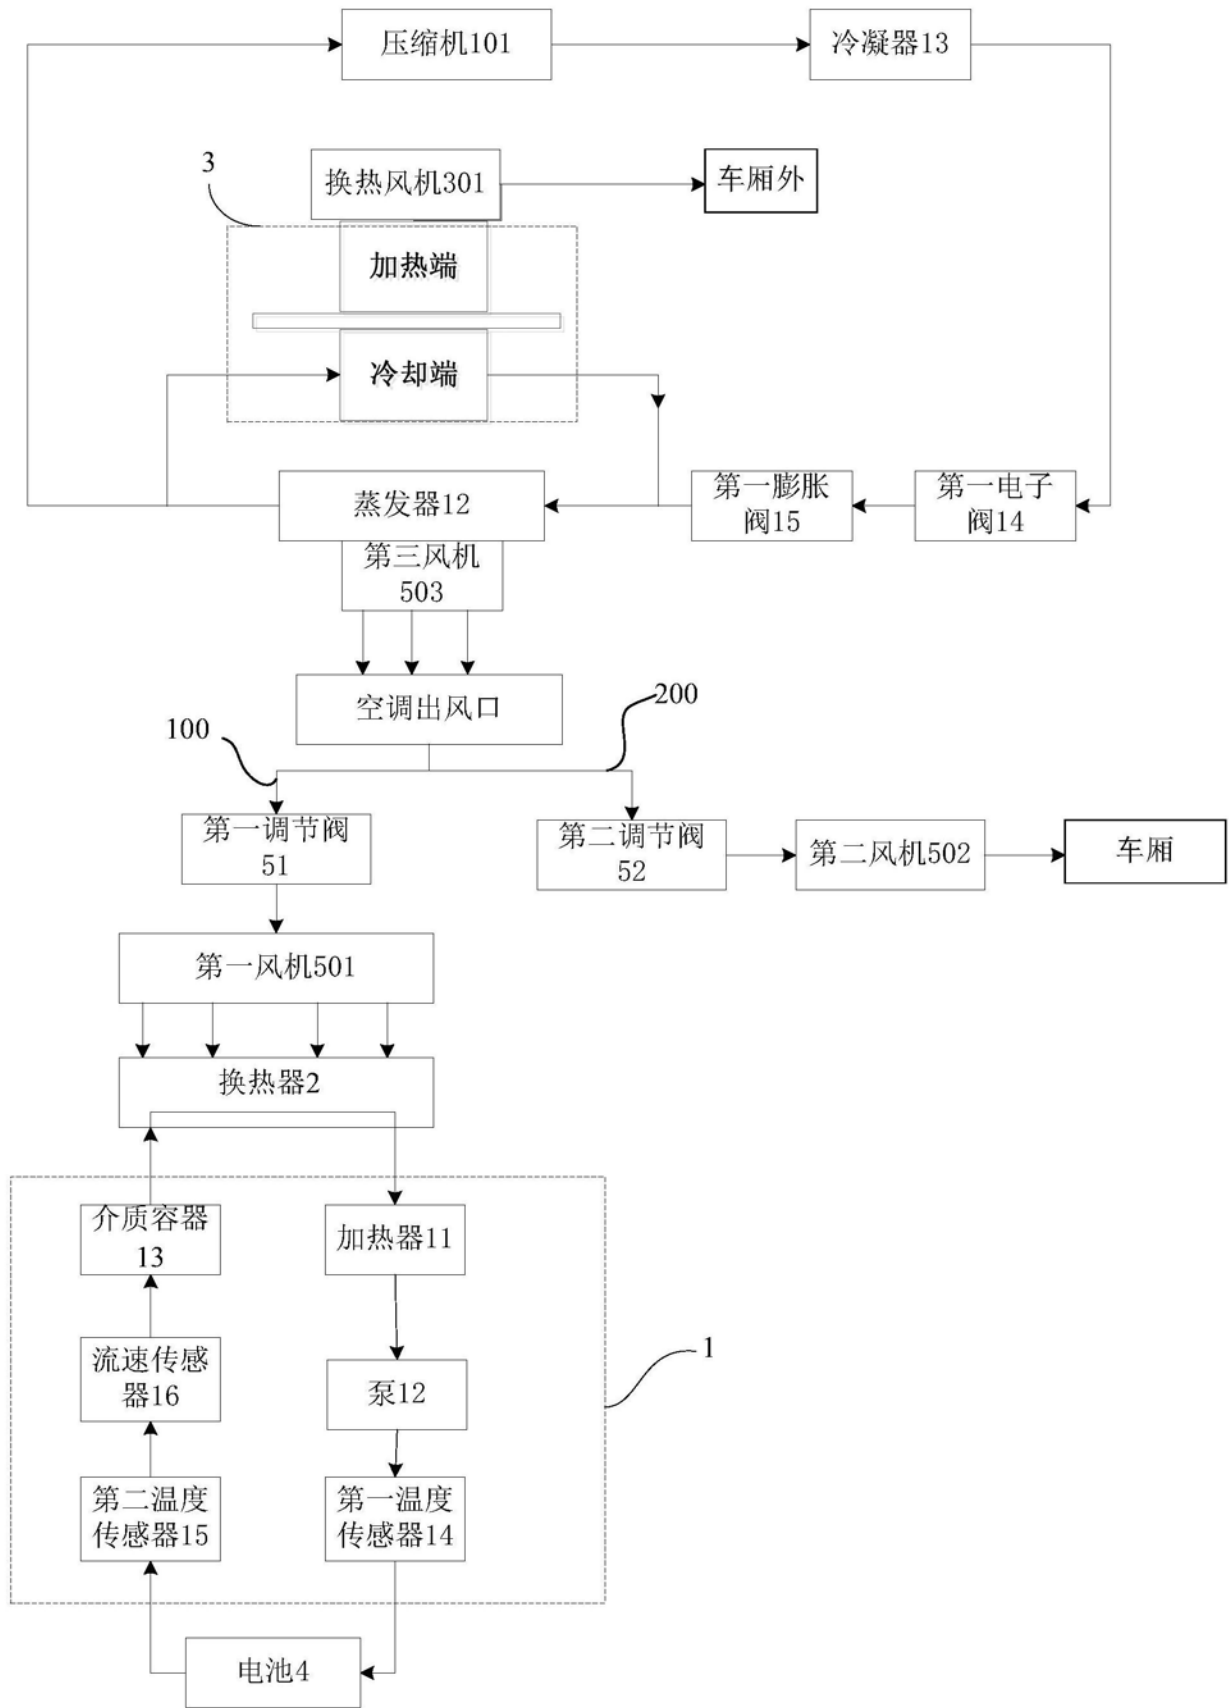 压缩机101
冷凝器13
3
换热风机301
车厢外
加热端
冷却端
蒸发器12
第一膨胀
阀15
第一电子
阀14
第三风机
503
空调出风口
200
100
第一调节阀
51
第二调节阀
52
第二风机502
车厢
第一风机501
换热器2
介质容器
13
加热器11
流速传感
器16
泵12
1
第二温度
传感器15
第一温度
传感器14
电池4